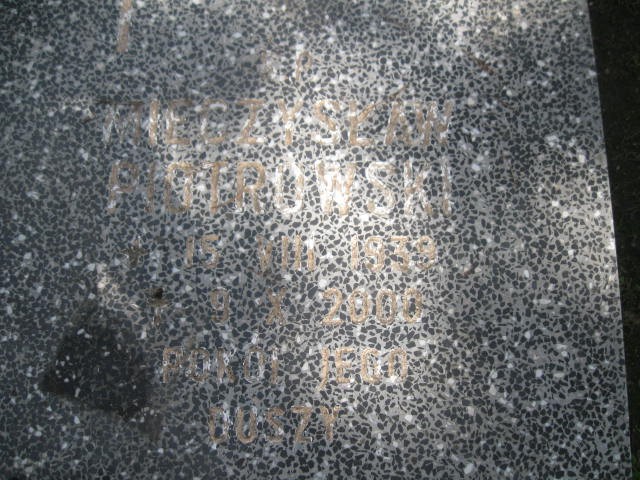 Ś P
MIECZYSŁAW
PIOTROWSKI
* 15 VIII 1939
✝ 9 X 2000
POKÓJ JEGO
DUSZY